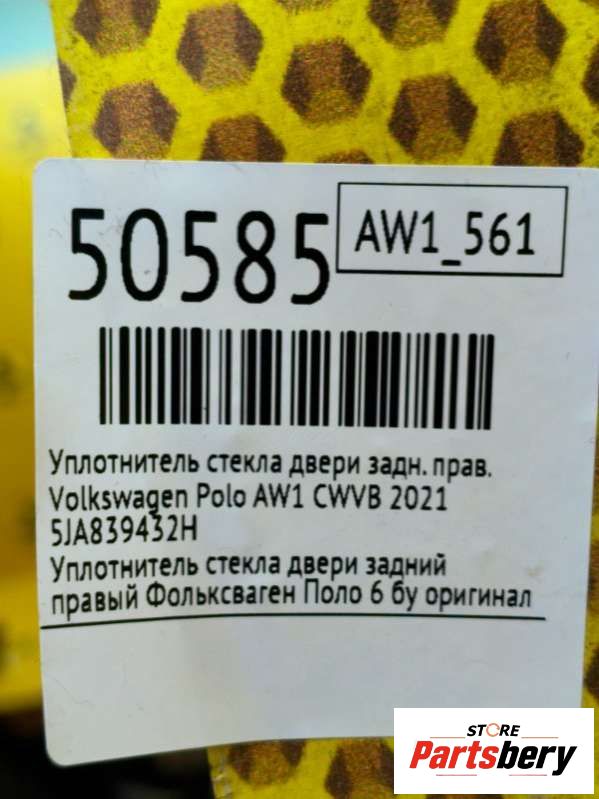 50585
AW1_561
Уплотнитель стекла двери задн. прав.
Volkswagen Polo AW1 CWVB 2021
5JA839432H
Уплотнитель стекла двери задний
правый Фольксваген Поло 6 бу оригинал
STORE
Partsbery